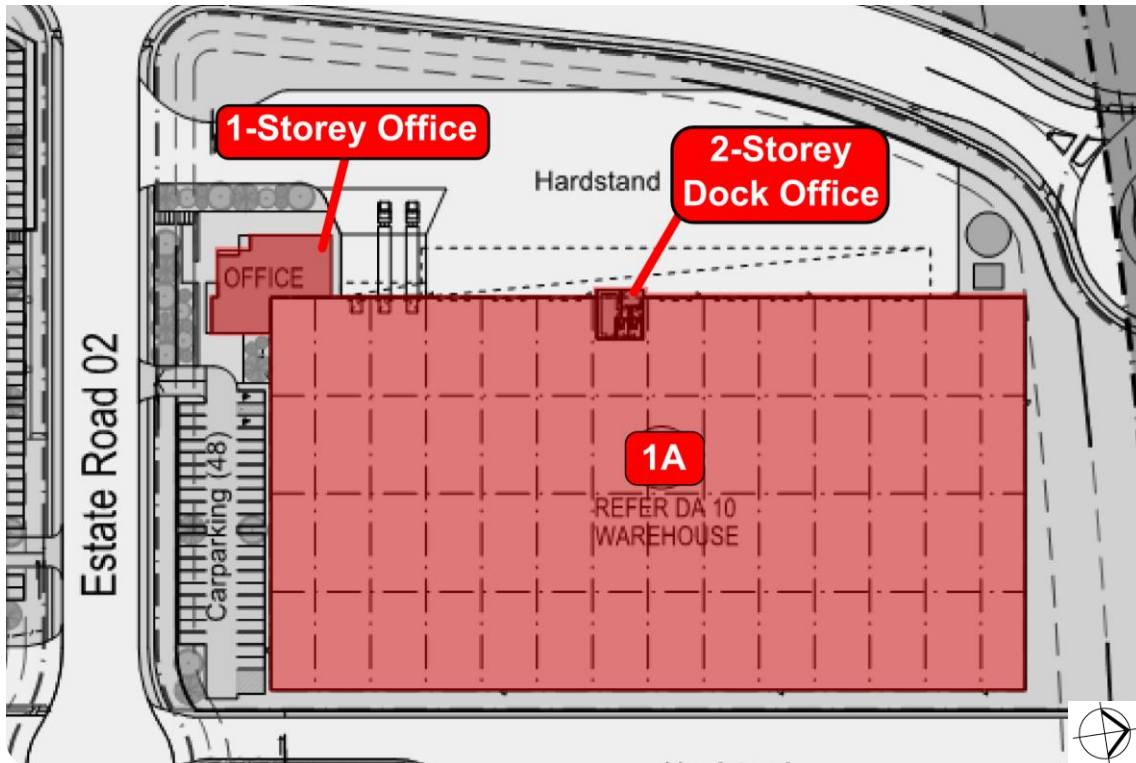 1-Storey Office
2-Storey
Dock Office
Hardstand
OFFICE
Estate Road 02
Carparking (48)
1A
REFER DA 10
WAREHOUSE